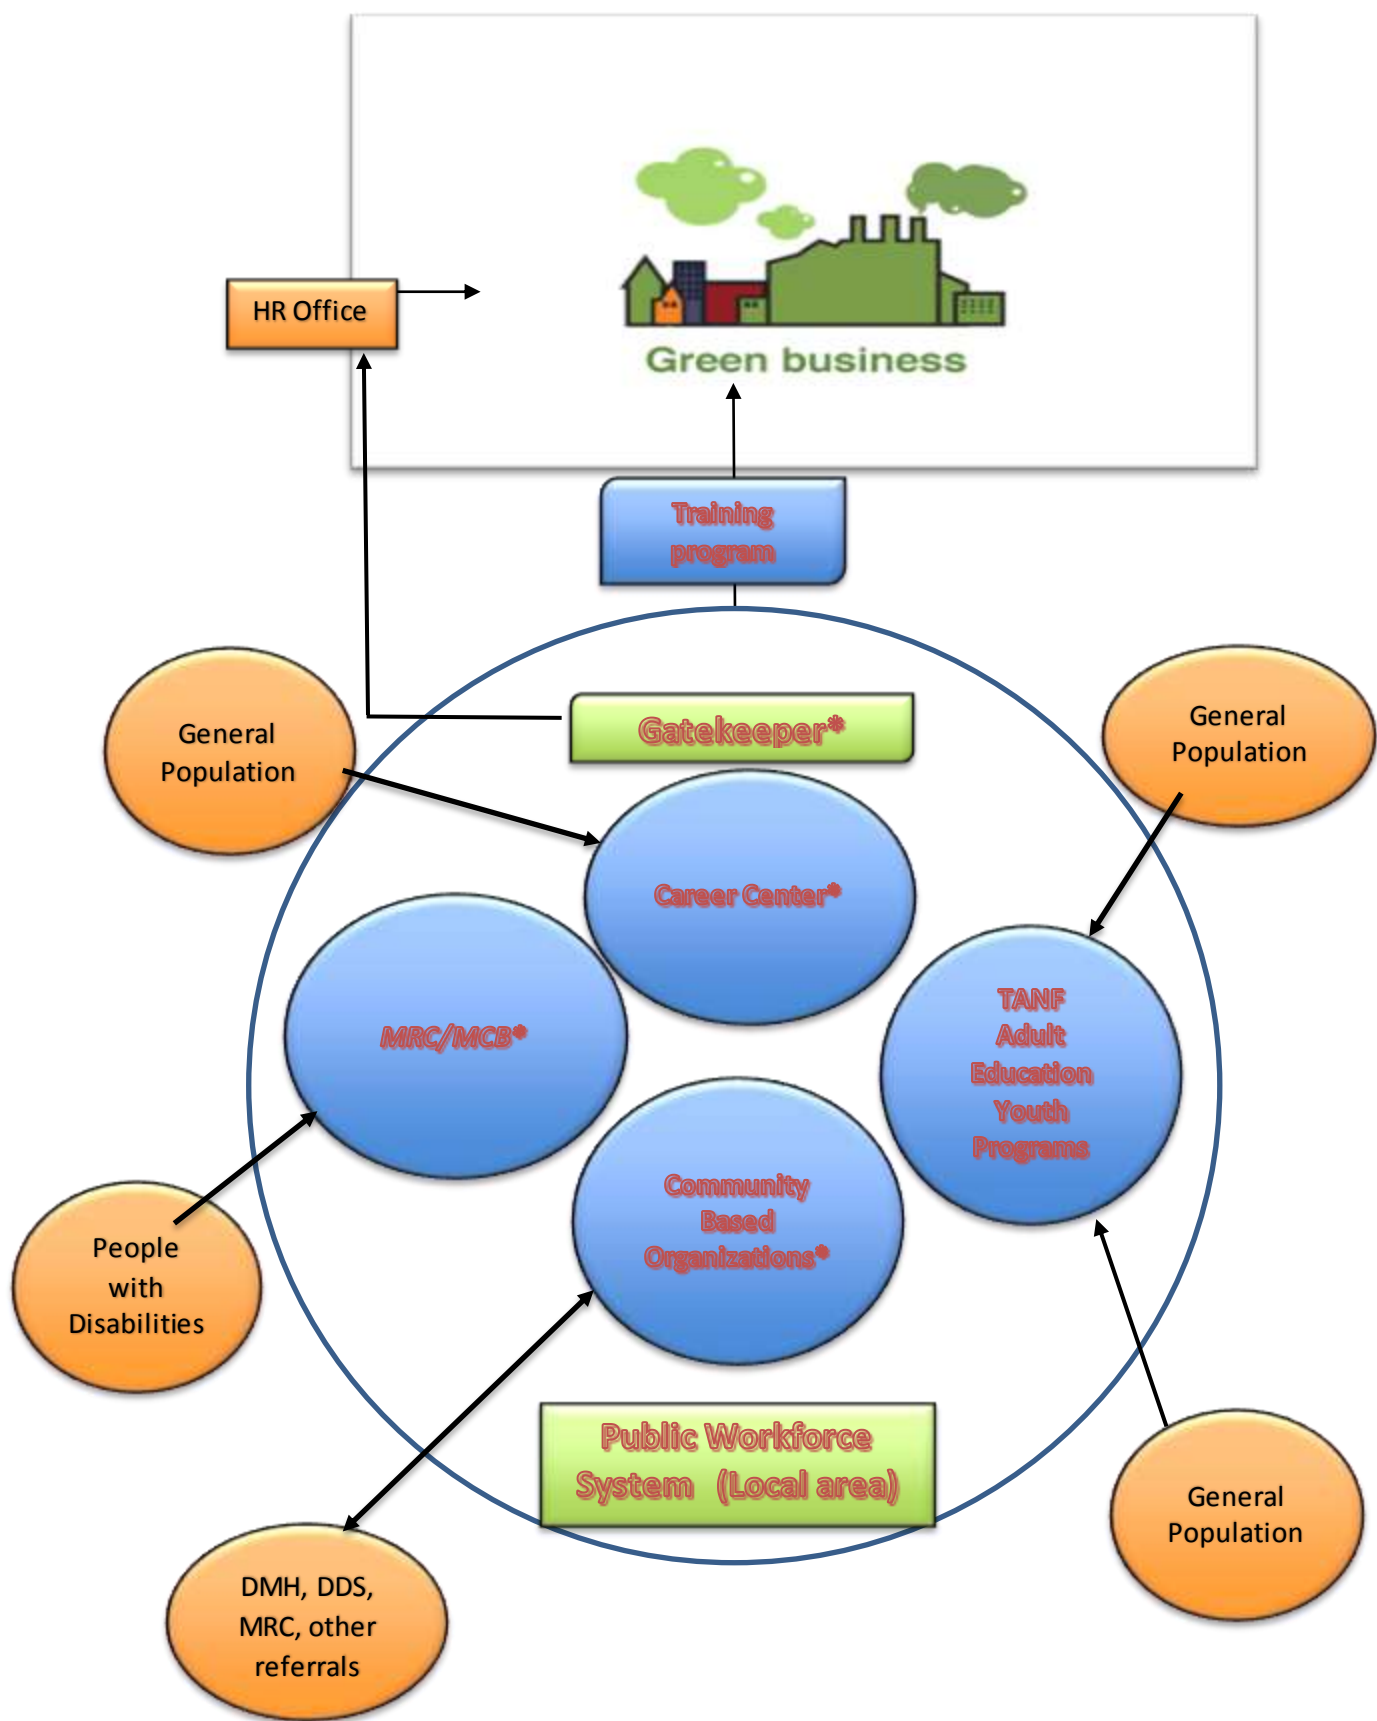 HR Office
Green business
Training
program
General
Population
Gatekeeper*
General
Population
Career Center*
MRC/MCB*
TANF
Adult
Education
Youth
Programs
Community
Based
Organizations*
People
with
Disabilities
Public Workforce
System (Local area)
General
Population
DMH, DDS,
MRC, other
referrals